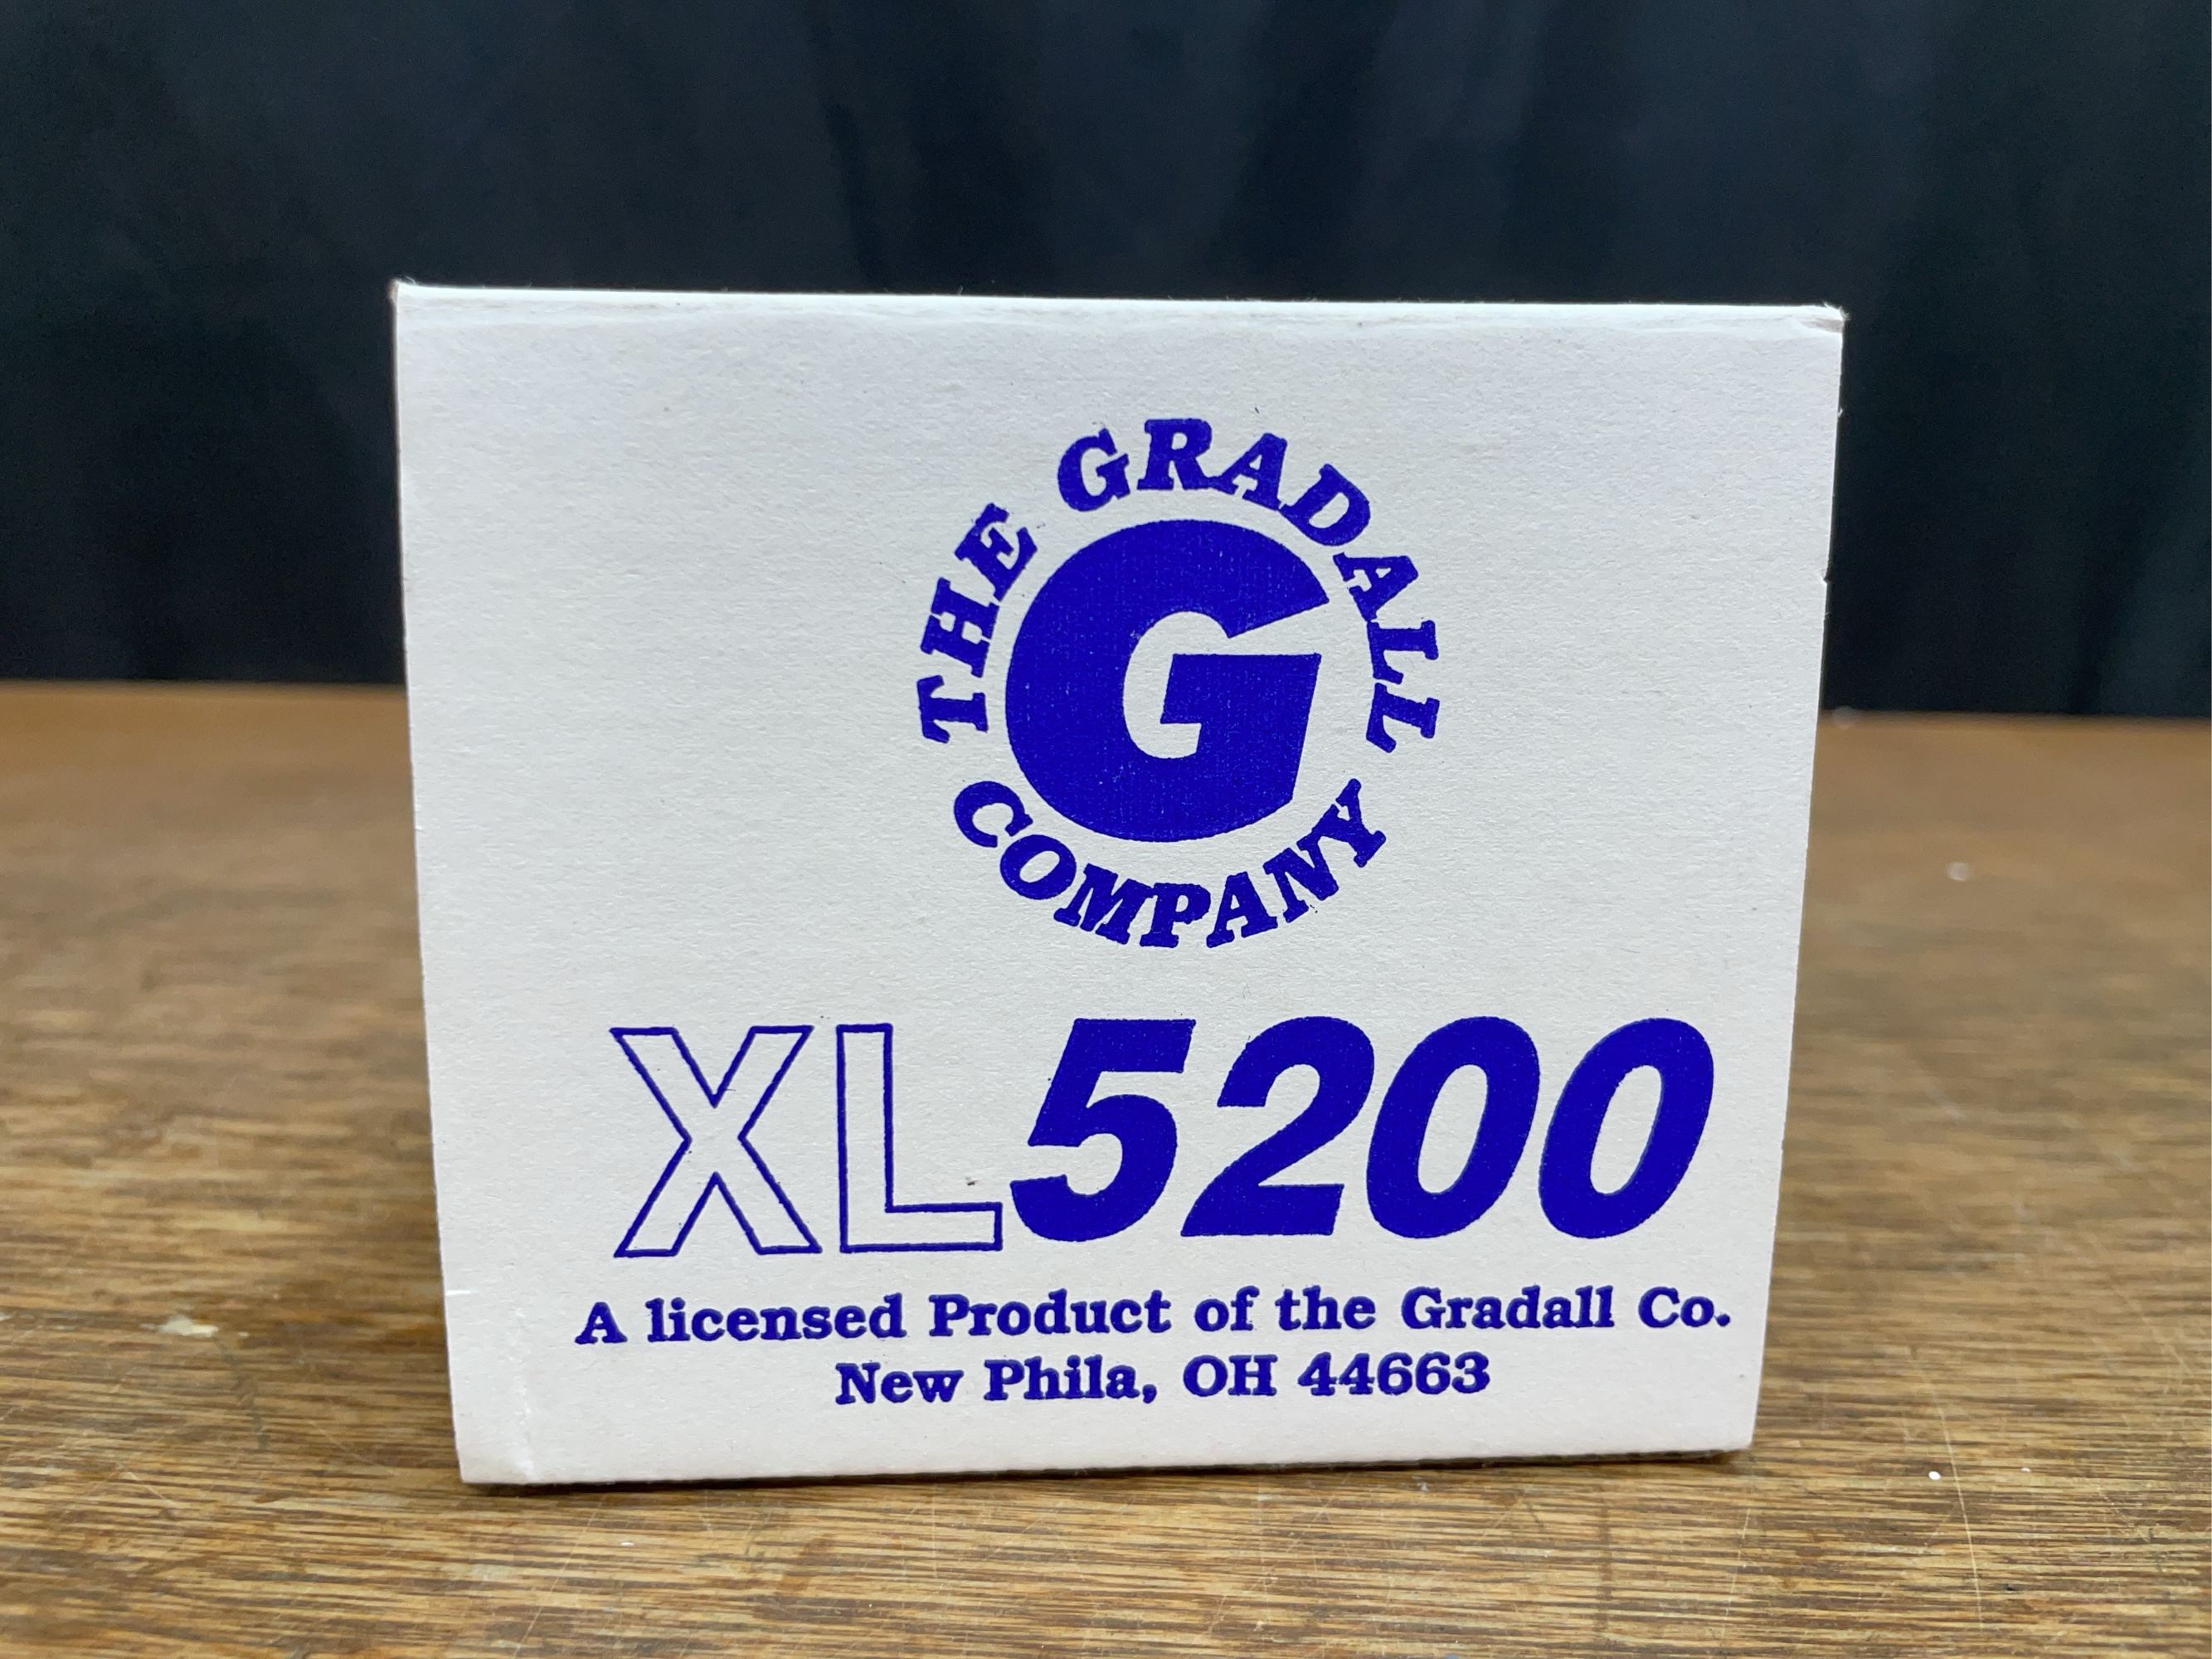 THE GRADALL
G
COMPANY
XL5200
A licensed Product of the Gradall Co.
New Phila, OH 44663